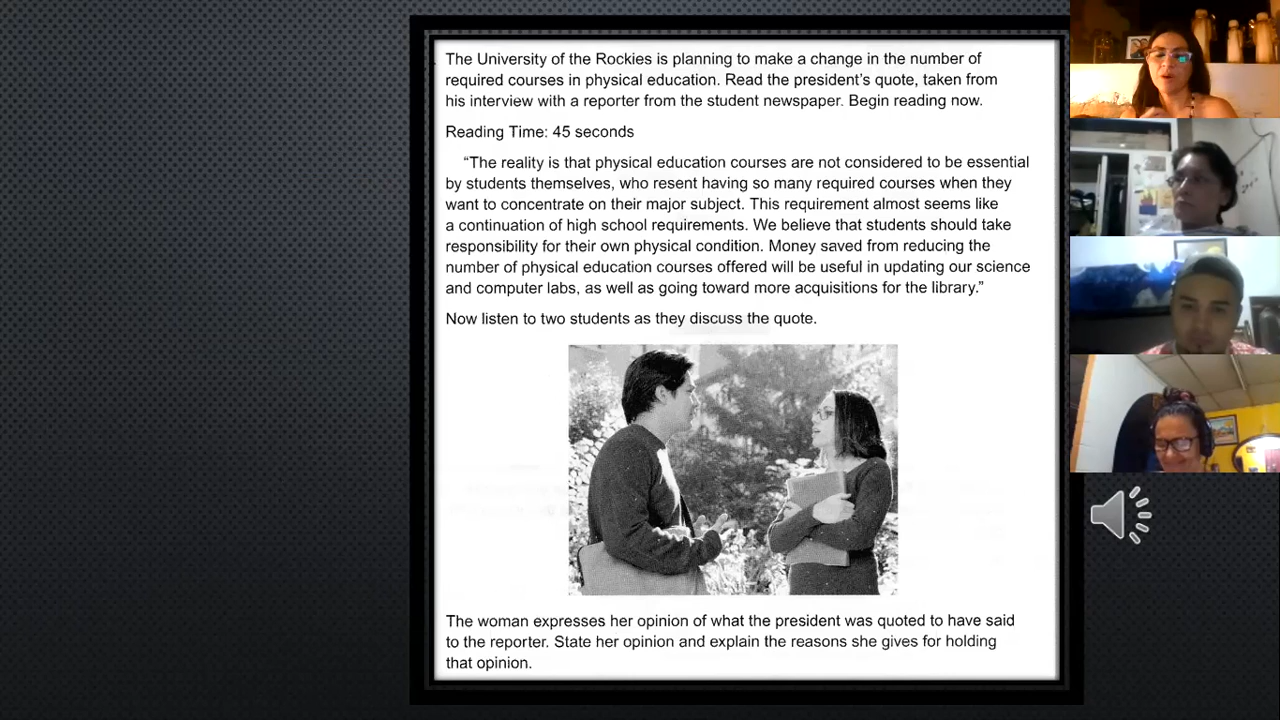 The University of the Rockies is planning to make a change in the number of
required courses in physical education. Read the president's quote, taken from
his interview with a reporter from the student newspaper. Begin reading now.
Reading Time: 45 seconds
“The reality is that physical education courses are not considered to be essential
by students themselves, who resent having so many required courses when they
want to concentrate on their major subject. This requirement almost seems like
a continuation of high school requirements. We believe that students should take
responsibility for their own physical condition. Money saved from reducing the
number of physical education courses offered will be useful in updating our science
and computer labs, as well as going toward more acquisitions for the library.”
Now listen to two students as they discuss the quote.
The woman expresses her opinion of what the president was quoted to have said
to the reporter. State her opinion and explain the reasons she gives for holding
that opinion.